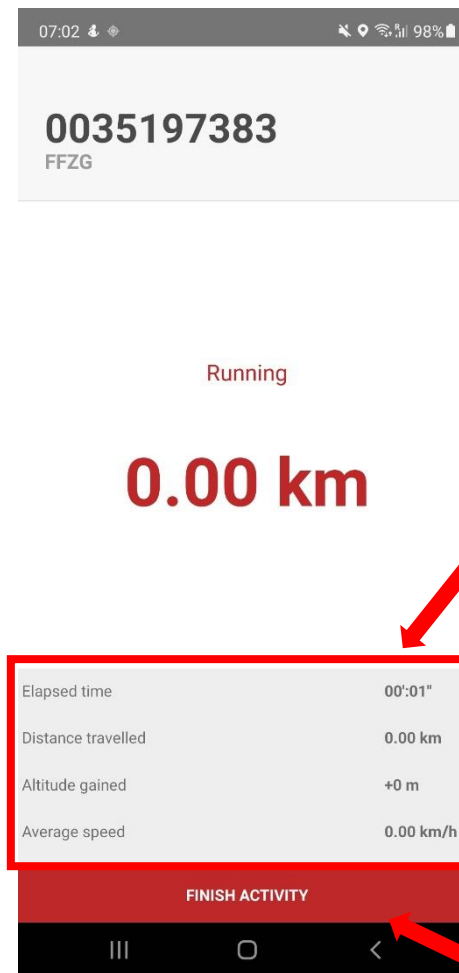 07:02 98%
0035197383
FFZG
Running
0.00 km
Elapsed time 00':01"
Distance travelled 0.00 km
Altitude gained +0 m
Average speed 0.00 km/h
FINISH ACTIVITY